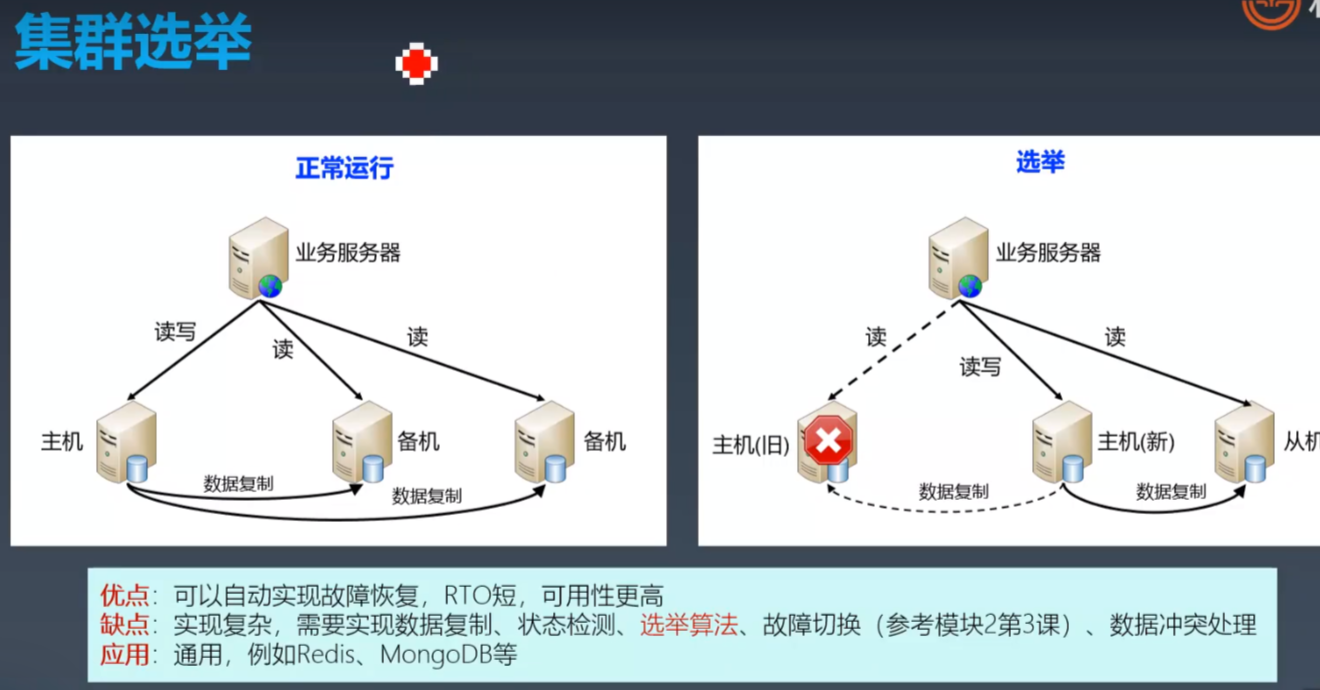 集群选举
正常运行
业务服务器
读写
读
读
主机
备机
备机
数据复制
数据复制
选举
业务服务器
读
读写
读
主机(旧)
主机(新)
数据复制
数据复制
优点：可以自动实现故障恢复，RTO短，可用性更高
缺点：实现复杂，需要实现数据复制、状态检测、选举算法、故障切换（参考模块2第3课）、数据冲突处理
应用：通用，例如Redis、MongoDB等